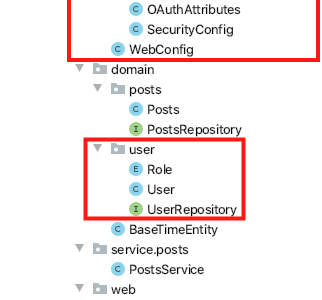 C OAuthAttributes
C SecurityConfig
C WebConfig
domain
posts
C Posts
I PostsRepository
user
E Role
C User
I UserRepository
C BaseTimeEntity
service.posts
C PostsService
web